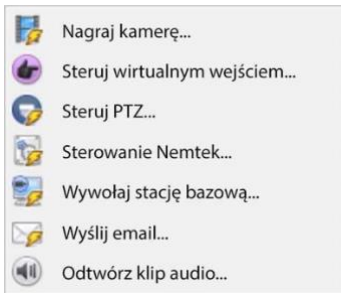 Nagraj kamerę...
Steruj wirtualnym wejściem...
Steruj PTZ...
Sterowanie Nemtek...
Wywołaj stację bazową...
Wyślij email...
Odtwórz klip audio...